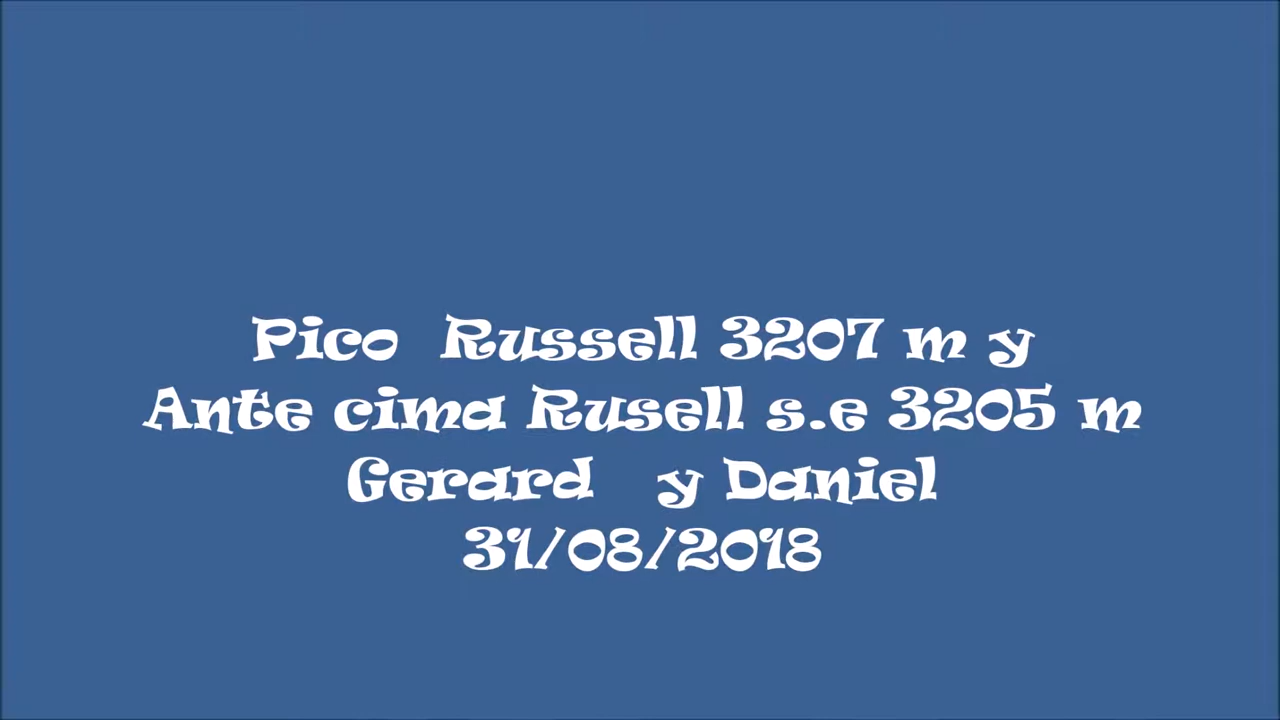 Pico Russell 3207 m y
Ante cima Rusell s.e 3205 m
Gerard y Daniel
31/08/2018